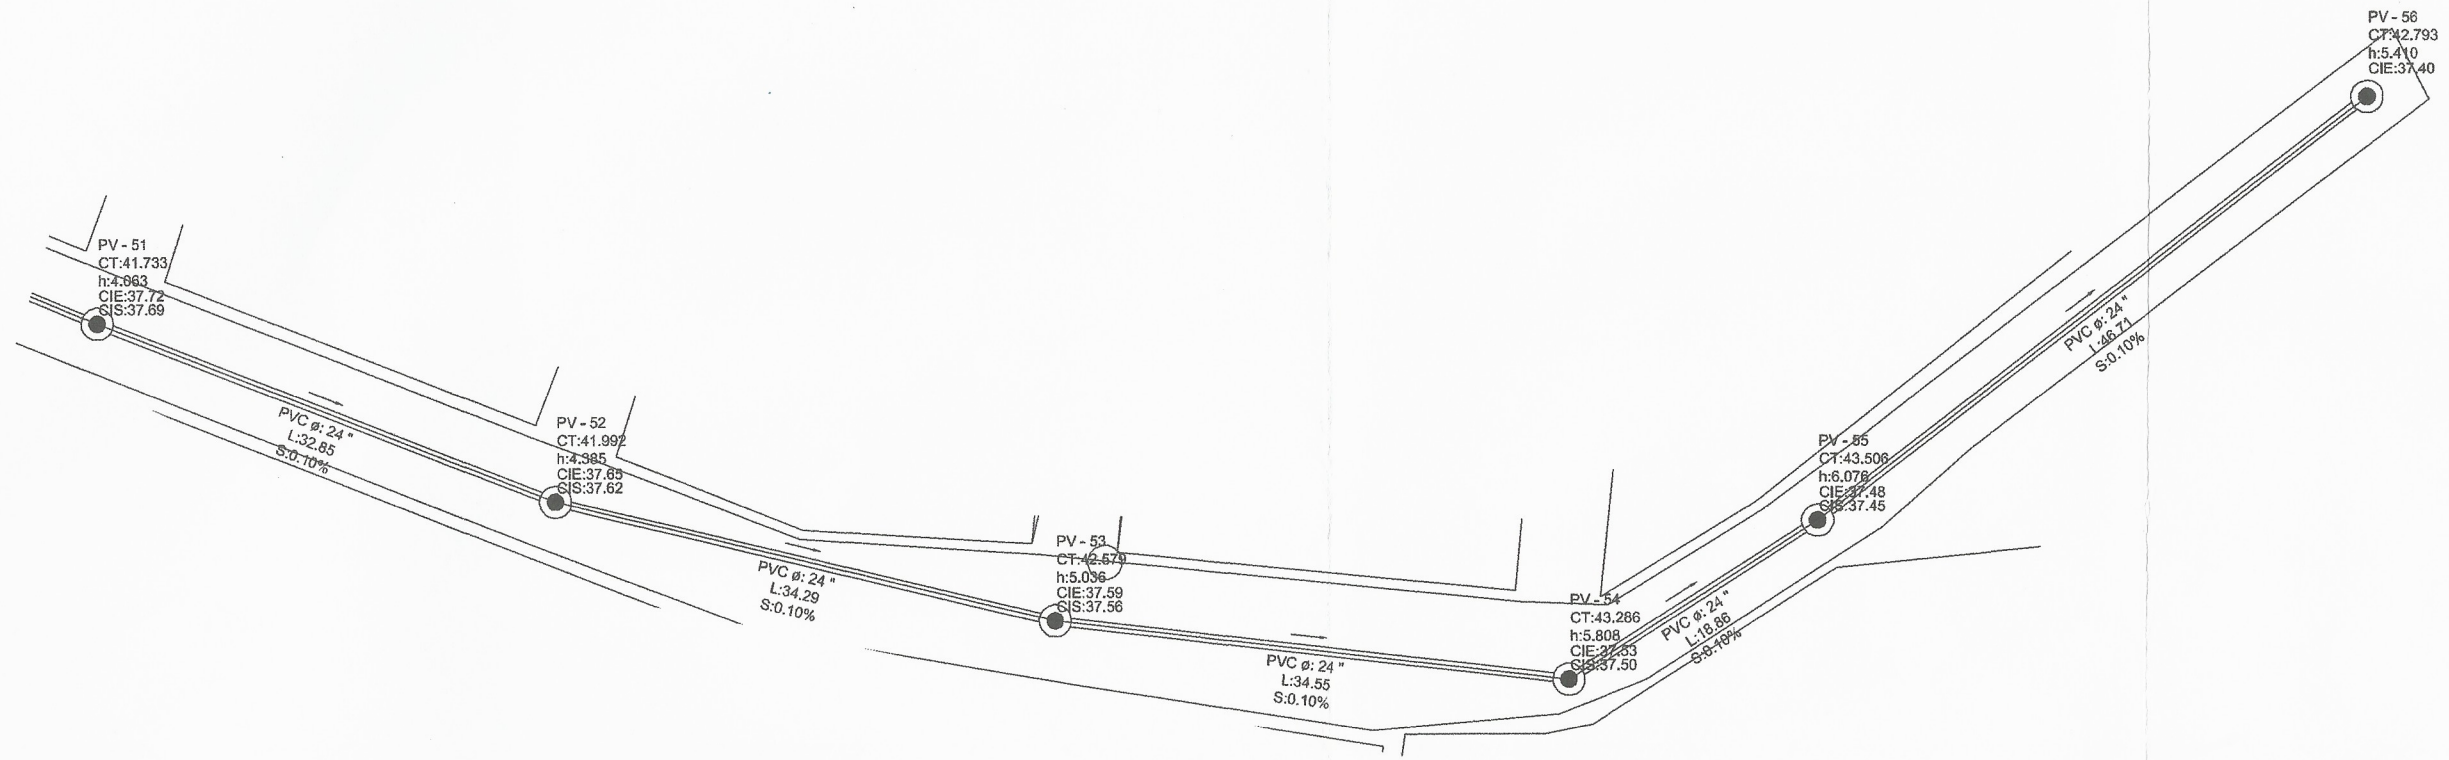 PV - 51
CT:41.733
h:4.063
CIE:37.72
CIS:37.69
PVC ø: 24 "
L:32.85
S:0.10%
PV - 52
CT:41.992
h:4.385
CIE:37.65
CIS:37.62
PVC ø: 24 "
L:34.29
S:0.10%
PV - 53
CT:42.579
h:5.036
CIE:37.59
CIS:37.56
PVC ø: 24 "
L:34.55
S:0.10%
PV - 54
CT:43.286
h:5.808
CIE:37.53
CIS:37.50
PVC ø: 24 "
L:18.86
S:0.10%
PV - 55
CT:43.506
h:6.076
CIE:37.48
CIS:37.45
PVC ø: 24 "
L:46.71
S:0.10%
PV - 56
CT:42.793
h:5.410
CIE:37.40